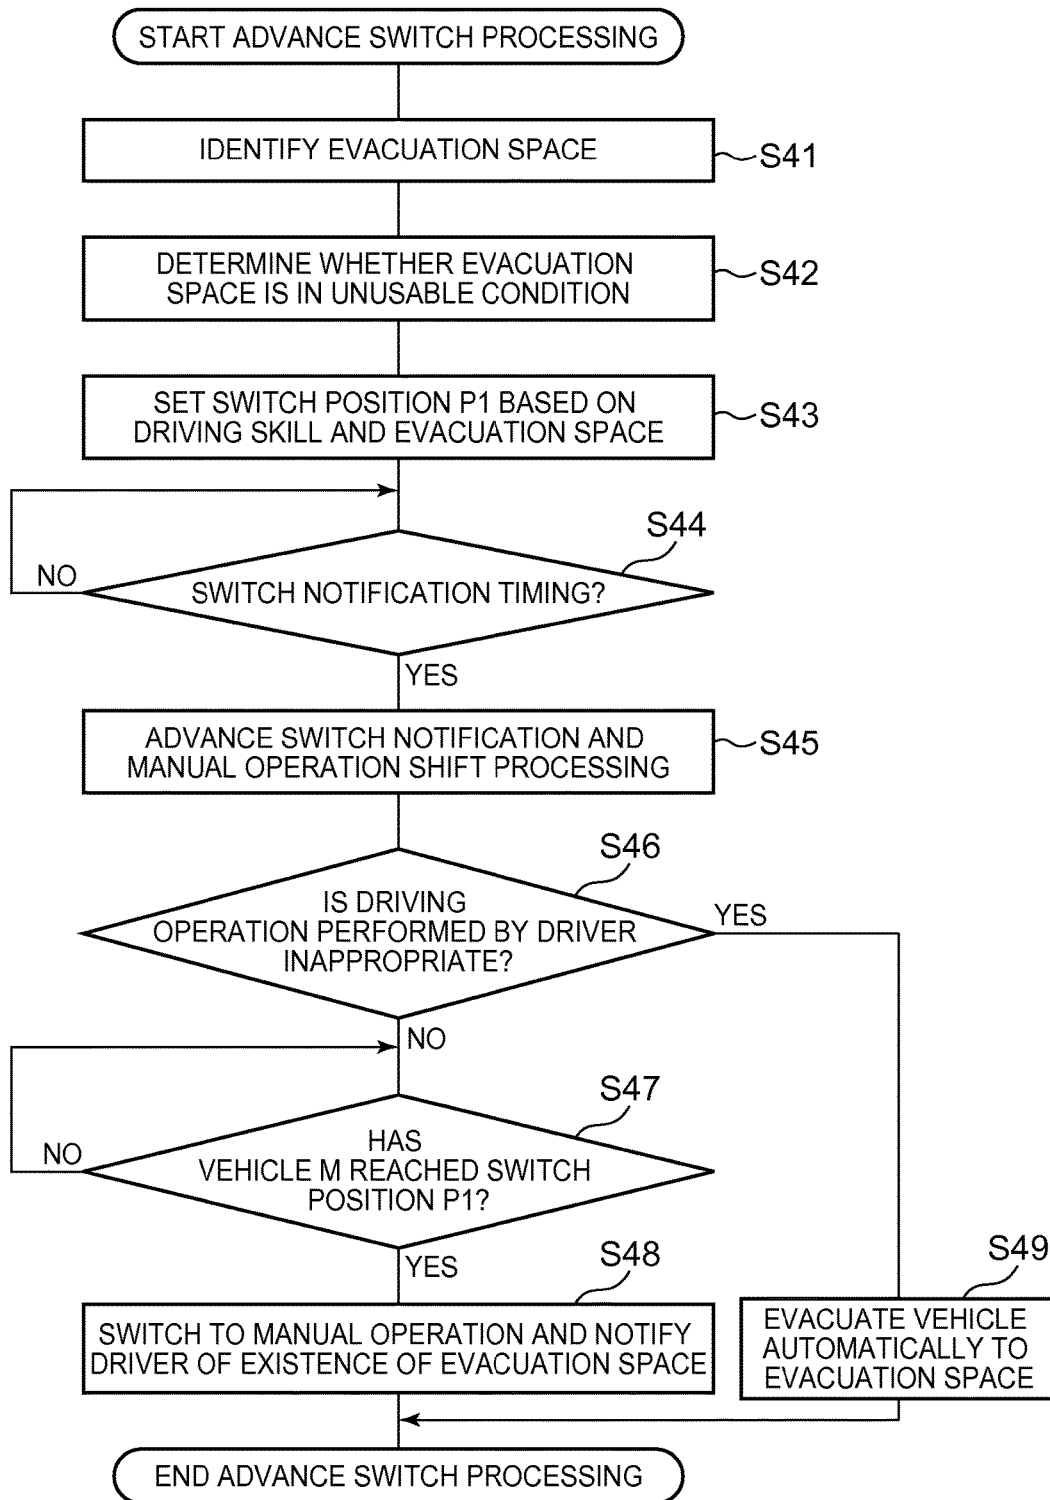 START ADVANCE SWITCH PROCESSING
IDENTIFY EVACUATION SPACE
S41
DETERMINE WHETHER EVACUATION
SPACE IS IN UNUSABLE CONDITION
S42
SET SWITCH POSITION P1 BASED ON
DRIVING SKILL AND EVACUATION SPACE
S43
S44
NO
SWITCH NOTIFICATION TIMING?
YES
ADVANCE SWITCH NOTIFICATION AND
MANUAL OPERATION SHIFT PROCESSING
S45
S46
IS DRIVING
OPERATION PERFORMED BY DRIVER
INAPPROPRIATE?
YES
NO
S47
NO
HAS
VEHICLE M REACHED SWITCH
POSITION P1?
YES
S48
SWITCH TO MANUAL OPERATION AND NOTIFY
DRIVER OF EXISTENCE OF EVACUATION SPACE
S49
EVACUATE VEHICLE
AUTOMATICALLY TO
EVACUATION SPACE
END ADVANCE SWITCH PROCESSING